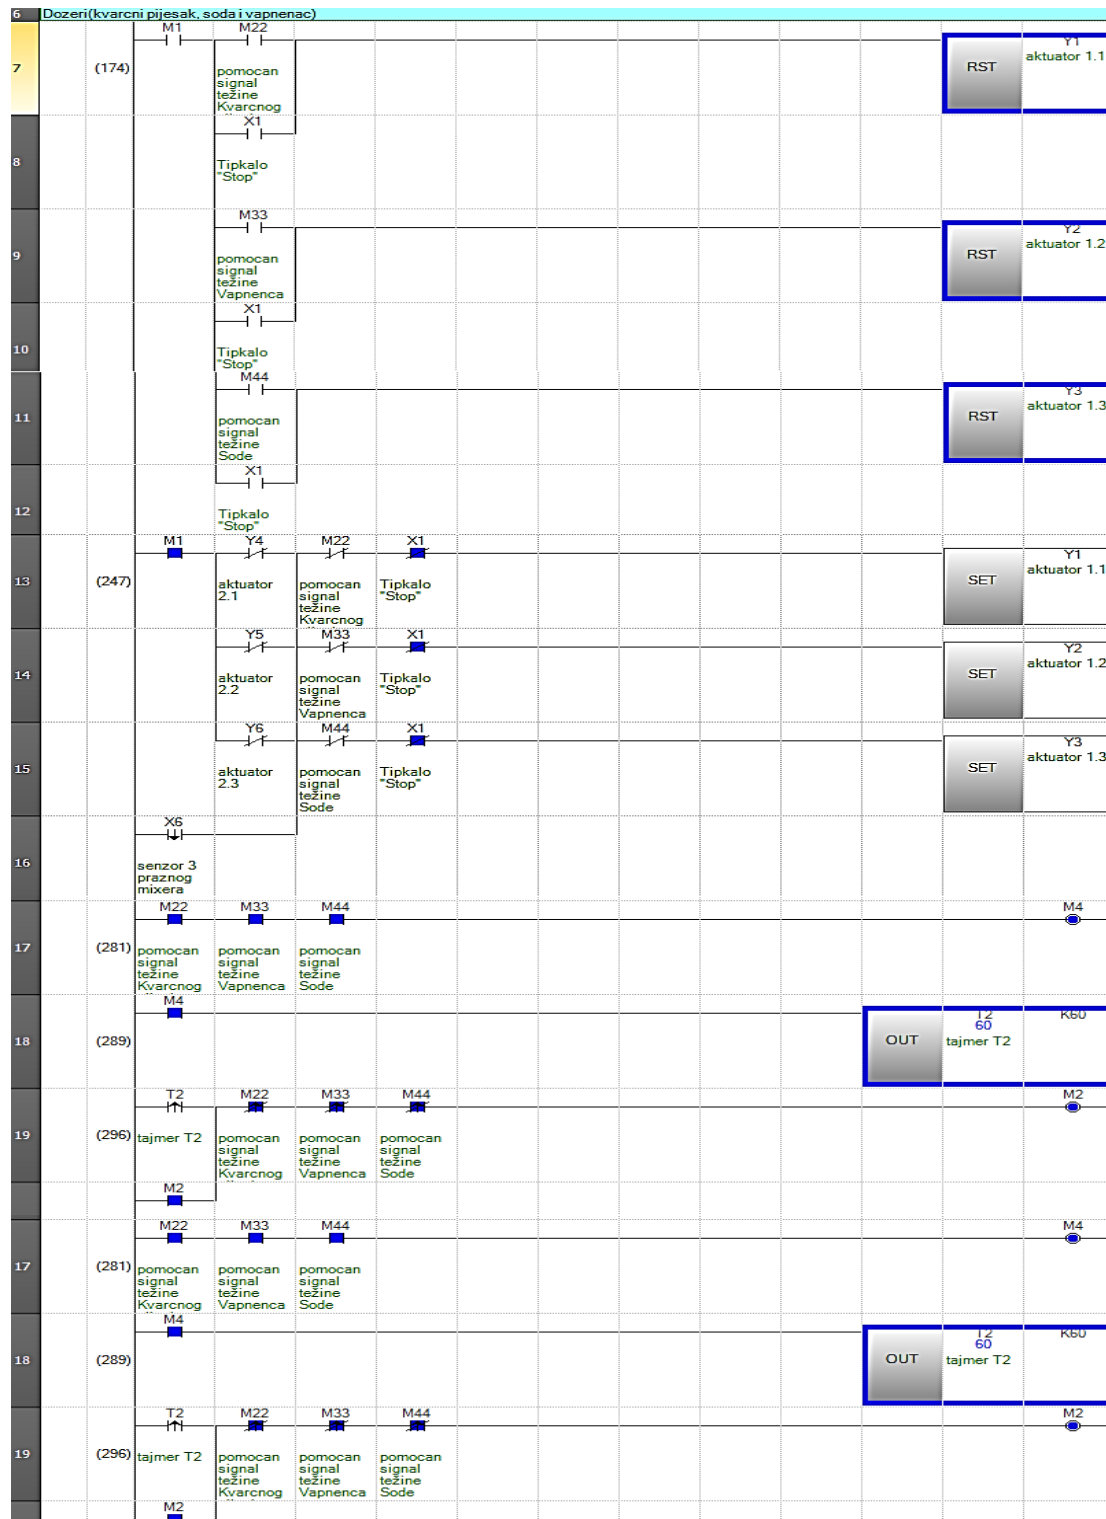 6 Dozeri(kvarcni pijesak, soda i vapnenac)
M1 M22 Y1
7 (174) RST aktuator 1.1
pomocan
signal
težine
Kvarcnog
X1
8
Tipkalo
"Stop"
M33 Y2
9 RST aktuator 1.2
pomocan
signal
težine
Vapnenca
X1
10
Tipkalo
"Stop"
M44 Y3
11 RST aktuator 1.3
pomocan
signal
težine
Sode
X1
12
Tipkalo
"Stop"
M1 Y4 M22 X1 Y1
13 (247) SET aktuator 1.1
aktuator pomocan Tipkalo
2.1 signal "Stop"
težine
Kvarcnog
Y5 M33 X1 Y2
14 SET aktuator 1.2
aktuator pomocan Tipkalo
2.2 signal "Stop"
težine
Vapnenca
Y6 M44 X1 Y3
15 SET aktuator 1.3
aktuator pomocan Tipkalo
2.3 signal "Stop"
težine
Sode
X6
16
senzor 3
praznog
mixera
M22 M33 M44 M4
17 (281)
pomocan pomocan pomocan
signal signal signal
težine težine težine
Kvarcnog Vapnenca Sode
M4 T2 K60
60
18 (289) OUT tajmer T2
T2 M22 M33 M44 M2
19 (296) tajmer T2 pomocan pomocan pomocan
signal signal signal
težine težine težine
Kvarcnog Vapnenca Sode
M2
M22 M33 M44 M4
17 (281)
pomocan pomocan pomocan
signal signal signal
težine težine težine
Kvarcnog Vapnenca Sode
M4 T2 K60
60
18 (289) OUT tajmer T2
T2 M22 M33 M44 M2
19 (296) tajmer T2 pomocan pomocan pomocan
signal signal signal
težine težine težine
Kvarcnog Vapnenca Sode
M2